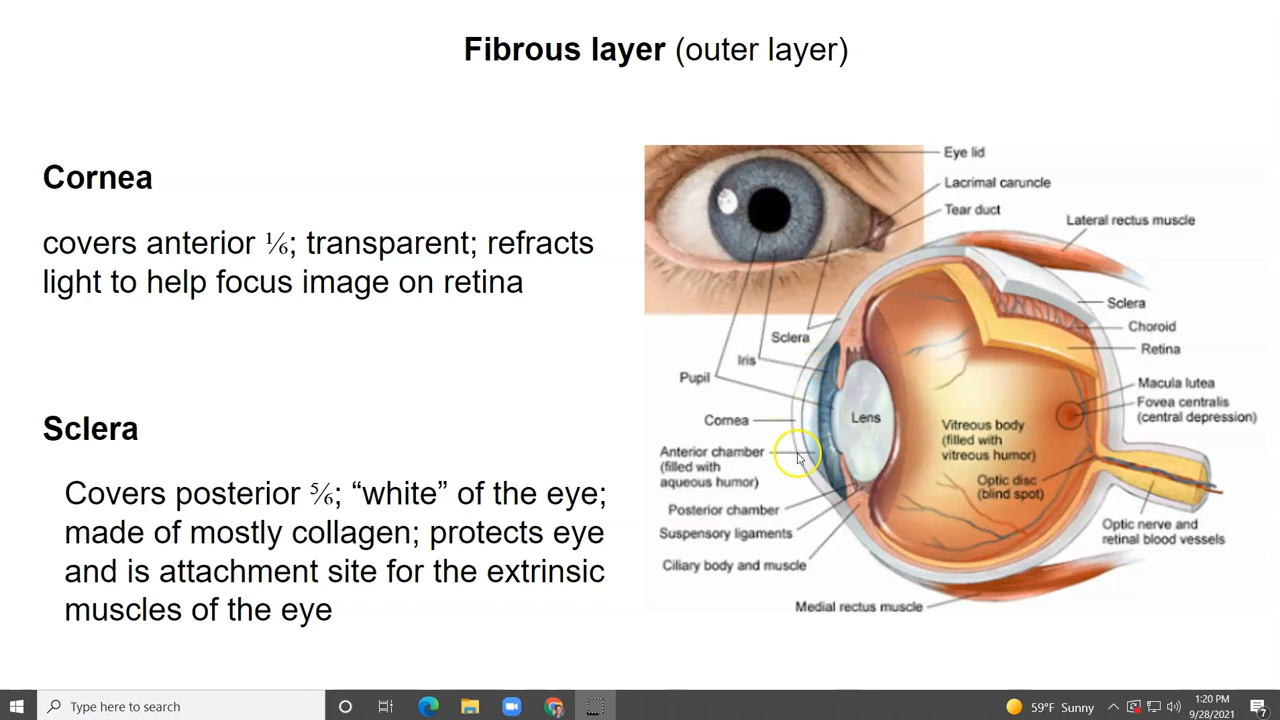 Fibrous layer (outer layer)
Cornea
covers anterior ⅙; transparent; refracts
light to help focus image on retina
Sclera
Covers posterior ⅚; “white” of the eye;
made of mostly collagen; protects eye
and is attachment site for the extrinsic
muscles of the eye
Eye lid
Lacrimal caruncle
Tear duct
Lateral rectus muscle
Sclera
Choroid
Retina
Macula lutea
Fovea centralis
(central depression)
Sclera
Iris
Pupil
Cornea
Anterior chamber
(filled with
aqueous humor)
Posterior chamber
Suspensory ligaments
Ciliary body and muscle
Medial rectus muscle
Lens
Vitreous body
(filled with
vitreous humor)
Optic disc
(blind spot)
Optic nerve and
retinal blood vessels
Type here to search
59°F Sunny
1:20 PM
9/28/2021
7